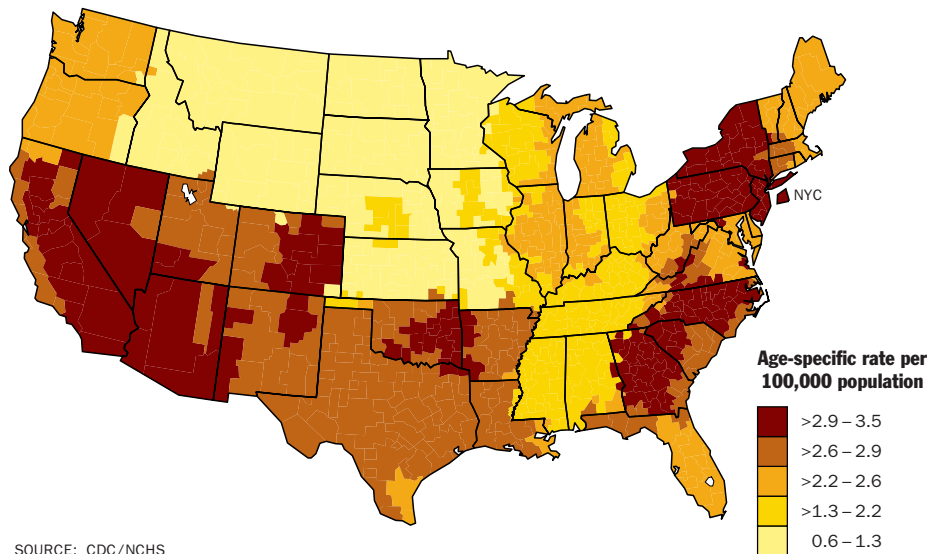 NYC
Age-specific rate per
100,000 population
>2.9 – 3.5
>2.6 – 2.9
>2.2 – 2.6
>1.3 – 2.2
0.6 – 1.3
SOURCE: CDC/NCHS